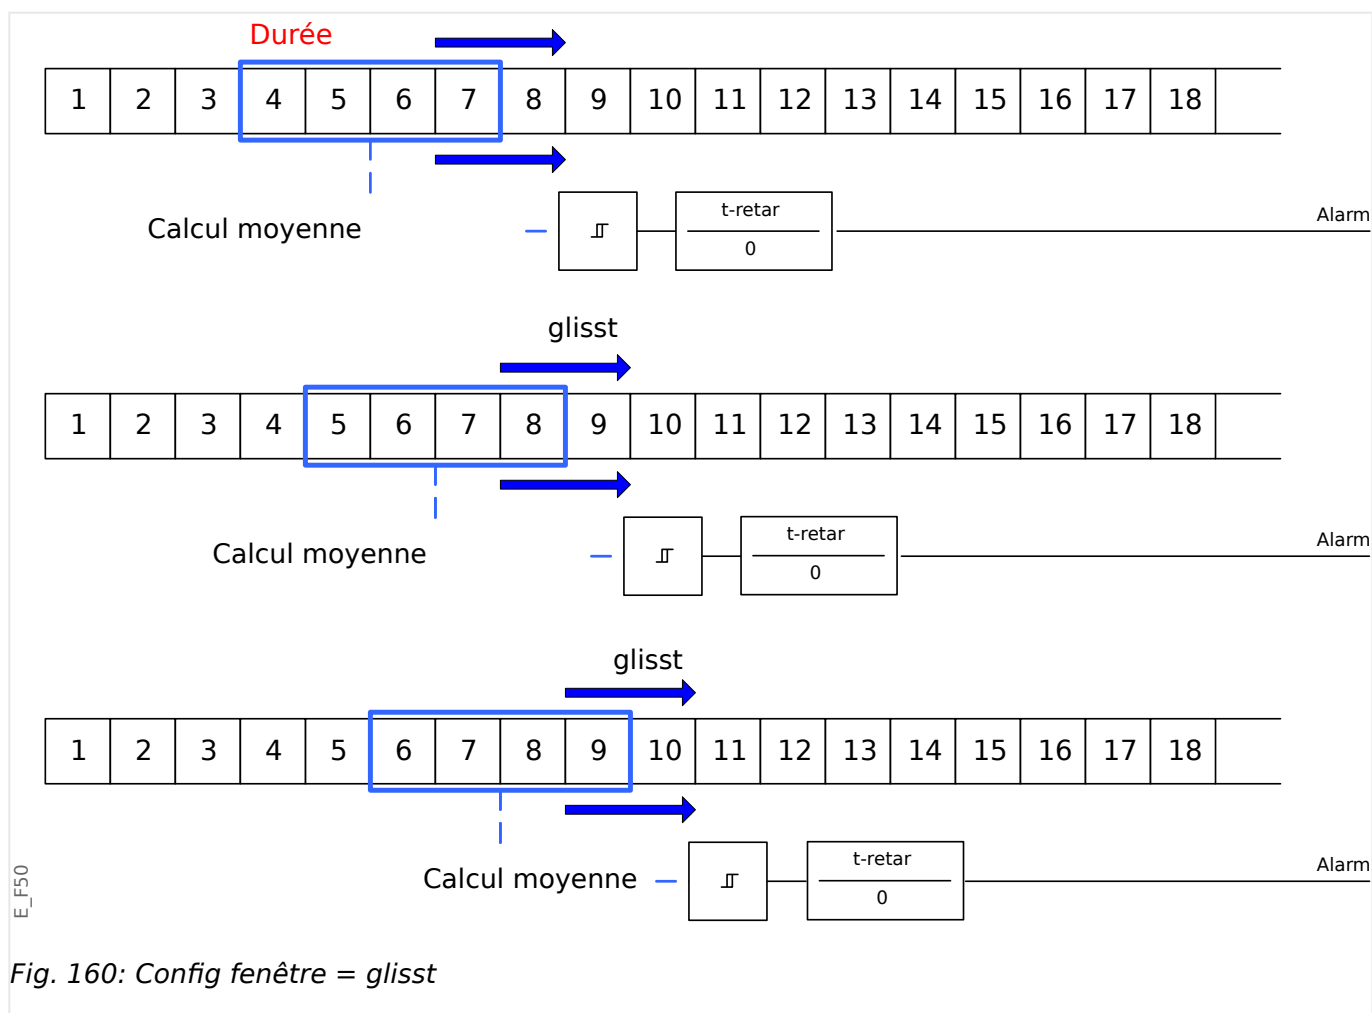 Durée
1 2 3 4 5 6 7 8 9 10 11 12 13 14 15 16 17 18
Calcul moyenne
t-retar
0
Alarm
glisst
1 2 3 4 5 6 7 8 9 10 11 12 13 14 15 16 17 18
Calcul moyenne
t-retar
0
Alarm
glisst
1 2 3 4 5 6 7 8 9 10 11 12 13 14 15 16 17 18
Calcul moyenne
t-retar
0
Alarm
E_F50
Fig. 160: Config fenêtre = glisst